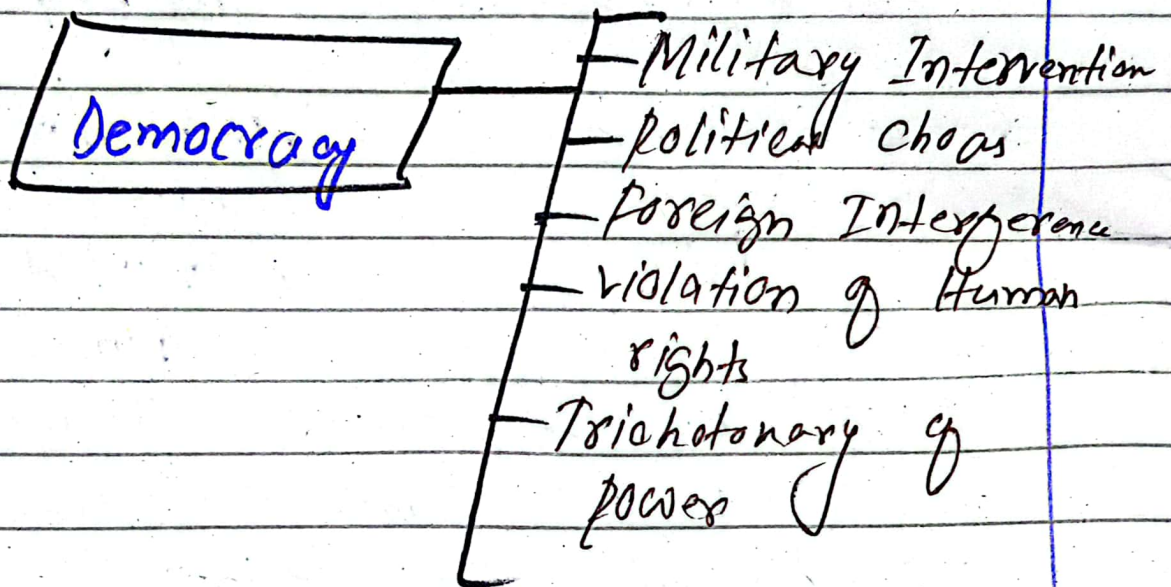 Democracy
Military Intervention
Political Choas
Foreign Interference
Violation of Human
rights
Trichotonary of
power